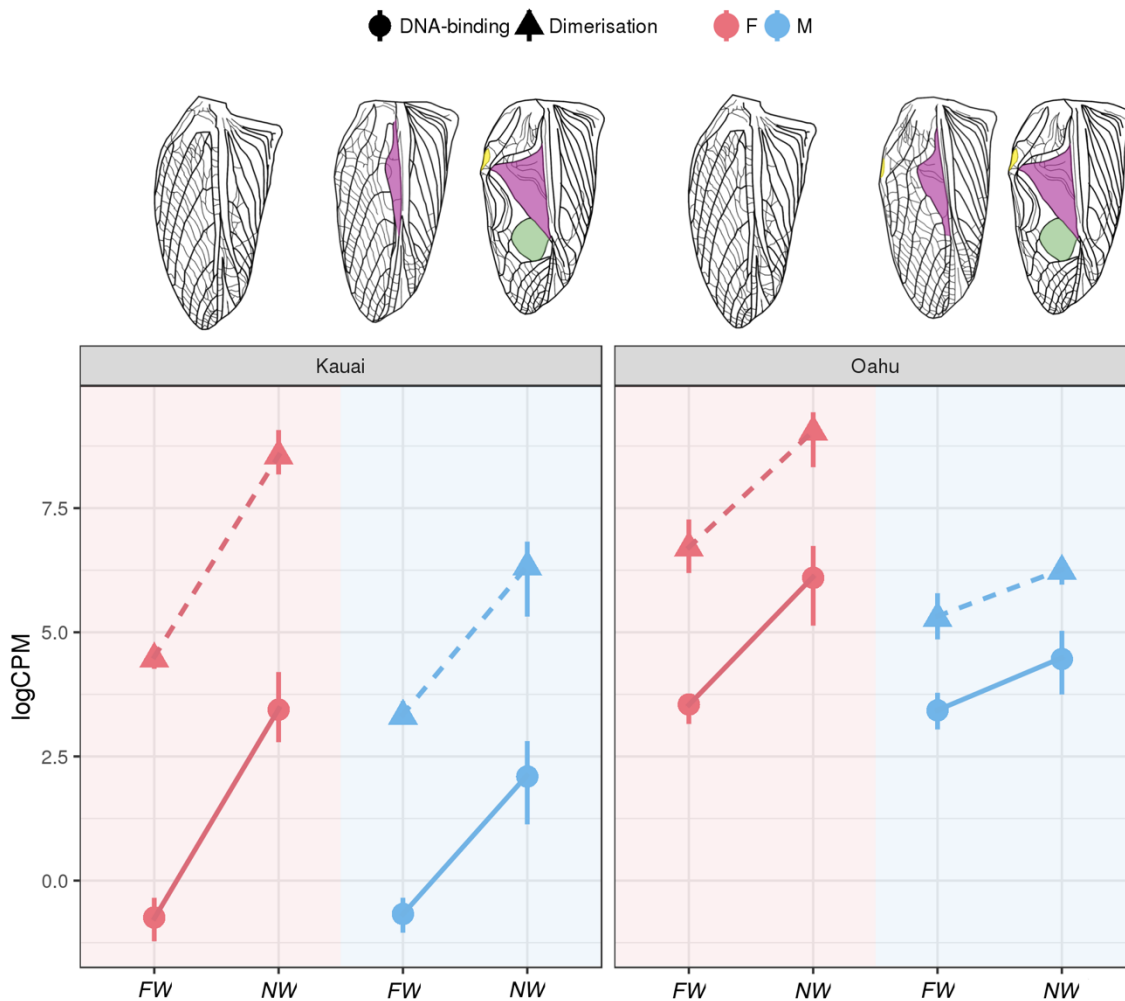 DNA-binding Dimerisation F M
Kauai Oahu
7.5
5.0
2.5
0.0
logCPM
FW NW FW NW FW NW FW NW